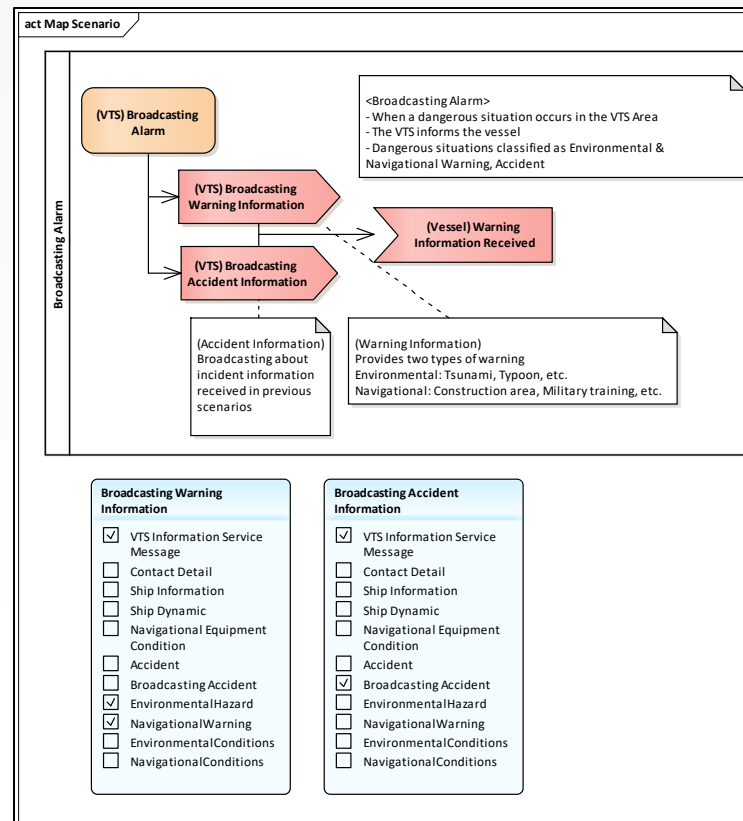 act Map Scenario
Broadcasting Alarm
(VTS) Broadcasting
Alarm
<Broadcasting Alarm>
- When a dangerous situation occurs in the VTS Area
- The VTS informs the vessel
- Dangerous situations classified as Environmental &
Navigational Warning, Accident
(VTS) Broadcasting
Warning Information
(Vessel) Warning
Information Received
(VTS) Broadcasting
Accident Information
(Accident Information)
Broadcasting about
incident information
received in previous
scenarios
(Warning Information)
Provides two types of warning
Environmental: Tsunami, Typoon, etc.
Navigational: Construction area, Military training, etc.
Broadcasting Warning
Information
VTS Information Service
Message
Contact Detail
Ship Information
Ship Dynamic
Navigational Equipment
Condition
Accident
Broadcasting Accident
EnvironmentalHazard
NavigationalWarning
EnvironmentalConditions
NavigationalConditions
Broadcasting Accident
Information
VTS Information Service
Message
Contact Detail
Ship Information
Ship Dynamic
Navigational Equipment
Condition
Accident
Broadcasting Accident
EnvironmentalHazard
NavigationalWarning
EnvironmentalConditions
NavigationalConditions